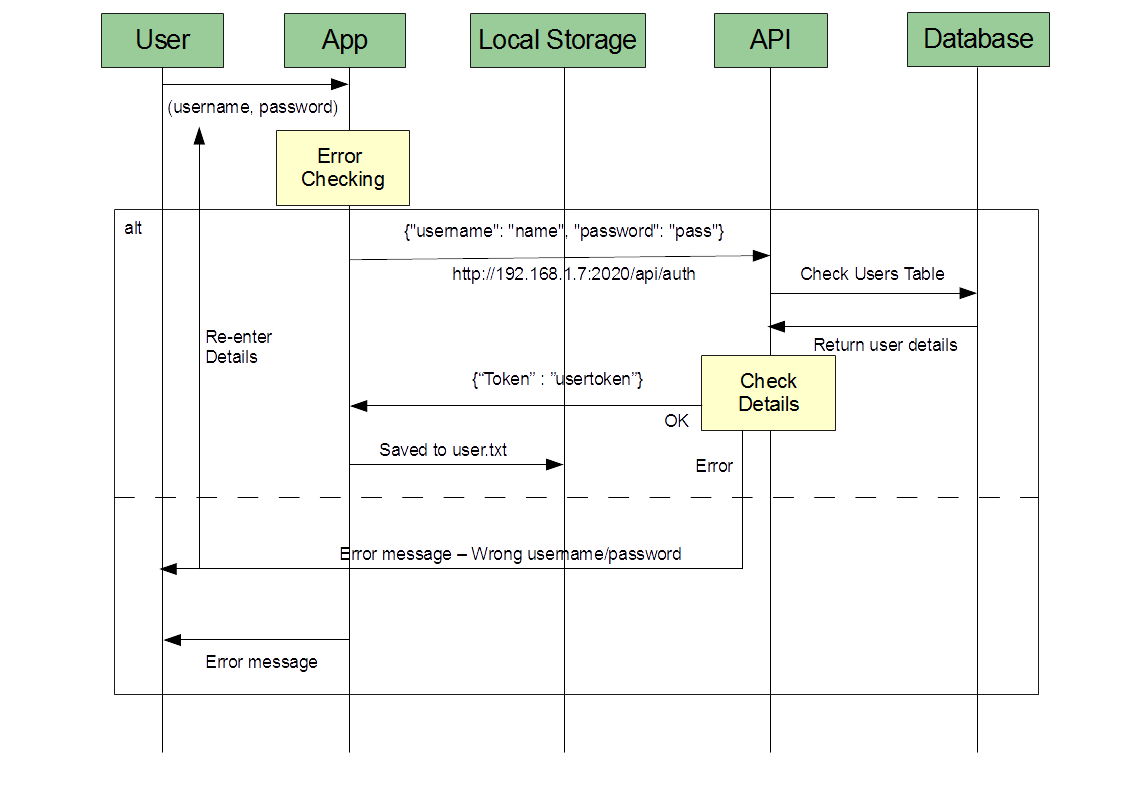 User
App
Local Storage
API
Database
(username, password)
Error
Checking
alt
{"username": "name", "password": "pass"}
http://192.168.1.7:2020/api/auth
Check Users Table
Re-enter
Details
Return user details
{“Token” : ”usertoken”}
Check
Details
OK
Saved to user.txt
Error
Error message – Wrong username/password
Error message